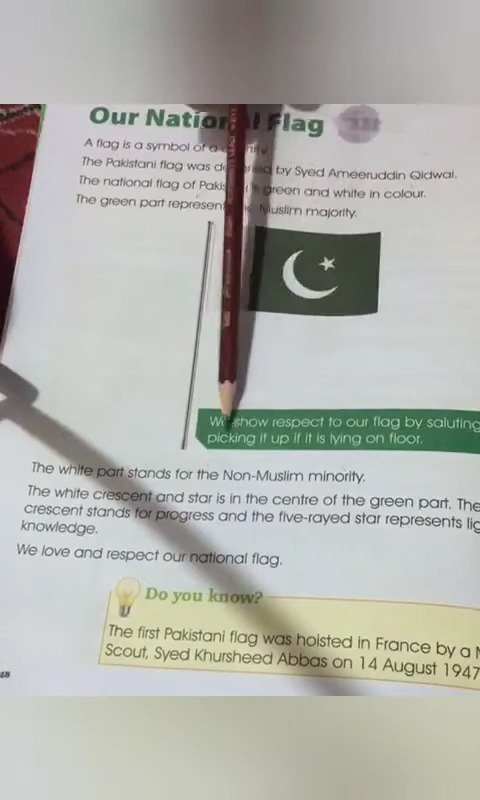 Our National Flag
A flag is a symbol of a
The Pakistani flag was by Syed Ameeruddin Qidwai.
The national flag of green and white in colour.
The green part Muslim majority.
We show respect to our flag by saluting
picking it up if it is lying on floor.
The white part stands for the Non-Muslim minority.
The white crescent and star is in the centre of the green part. The
crescent stands for progress and the five-rayed star represents
knowledge.
We love and respect our national flag.
Do you know?
The first Pakistani flag was hoisted in France by a
Scout, Syed Khursheed Abbas on 14 August 1947
48